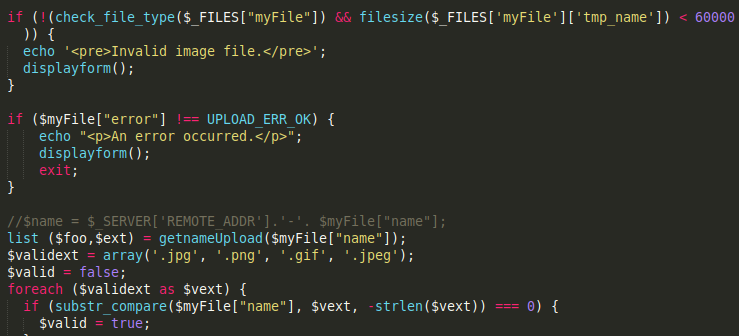 if (!(check_file_type($_FILES["myFile"]) && filesize($_FILES['myFile']['tmp_name']) < 60000
)) {
echo '<pre>Invalid image file.</pre>';
displayform();
}
if ($myFile["error"] !== UPLOAD_ERR_OK) {
echo "<p>An error occurred.</p>";
displayform();
exit;
}
//$name = $_SERVER['REMOTE_ADDR'].'-'. $myFile["name"];
list ($foo,$ext) = getnameUpload($myFile["name"]);
$validext = array('.jpg', '.png', '.gif', '.jpeg');
$valid = false;
foreach ($validext as $vext) {
if (substr_compare($myFile["name"], $vext, -strlen($vext)) === 0) {
$valid = true;